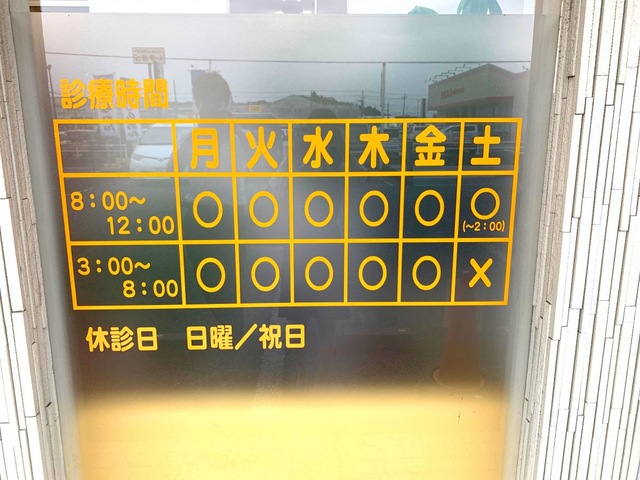 診療時間
月 火 水 木 金 土
8:00〜12:00 ○ ○ ○ ○ ○ ○(〜2:00)
3:00〜8:00 ○ ○ ○ ○ ○ ×
休診日 日曜/祝日